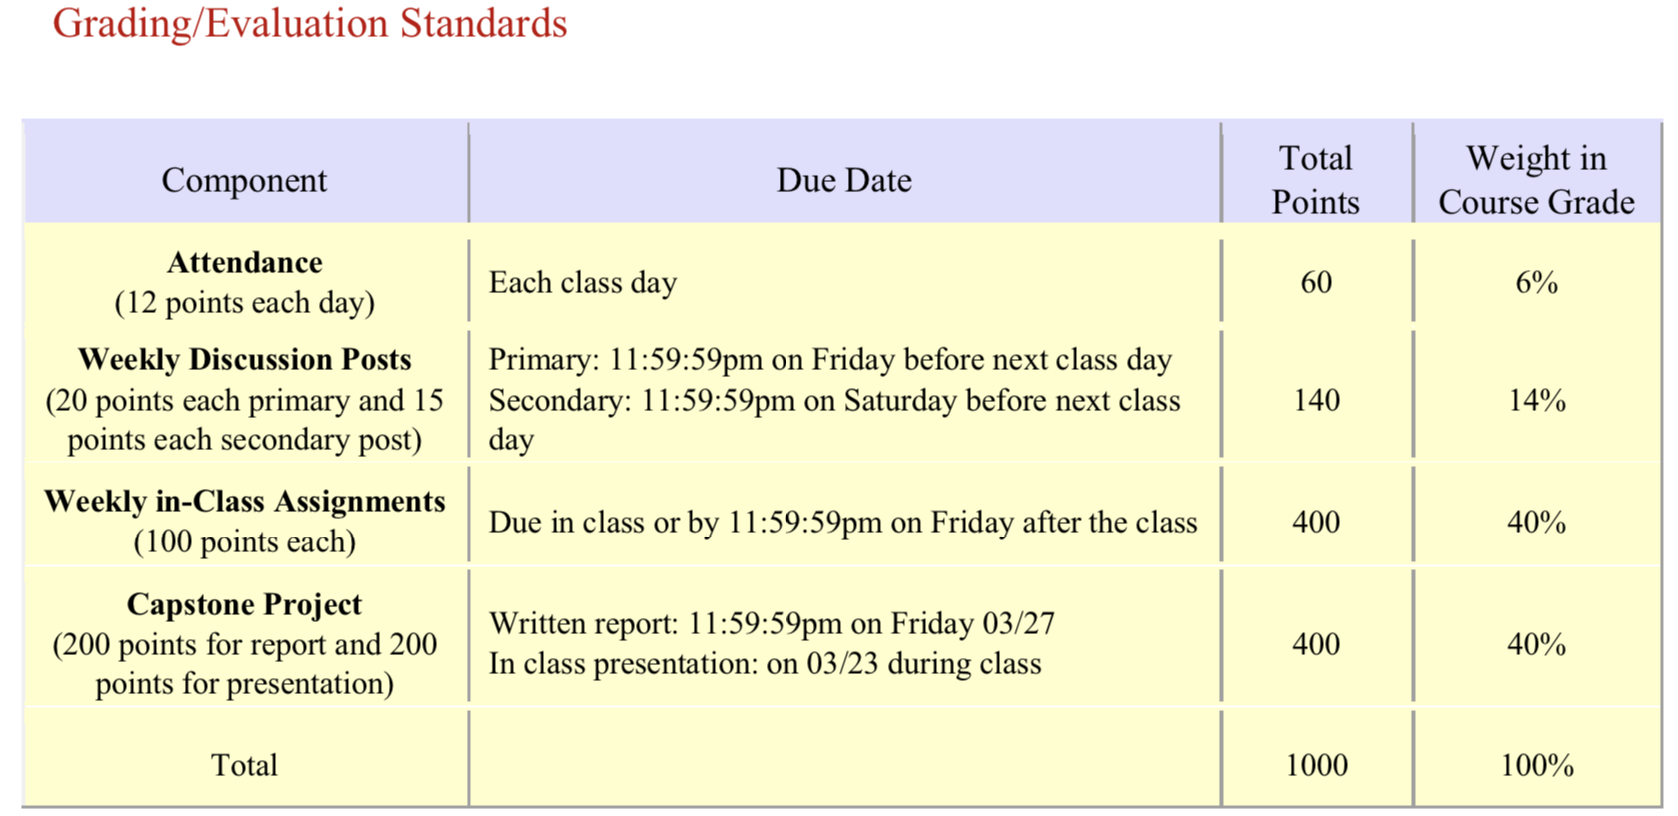 Grading/Evaluation Standards
Component
Due Date
Total
Points
Weight in
Course Grade
Attendance
(12 points each day)
Each class day
60
6%
Weekly Discussion Posts
(20 points each primary and 15
points each secondary post)
Primary: 11:59:59pm on Friday before next class day
Secondary: 11:59:59pm on Saturday before next class
day
140
14%
Weekly in-Class Assignments
(100 points each)
Due in class or by 11:59:59pm on Friday after the class
400
40%
Capstone Project
(200 points for report and 200
points for presentation)
Written report: 11:59:59pm on Friday 03/27
In class presentation: on 03/23 during class
400
40%
Total
1000
100%